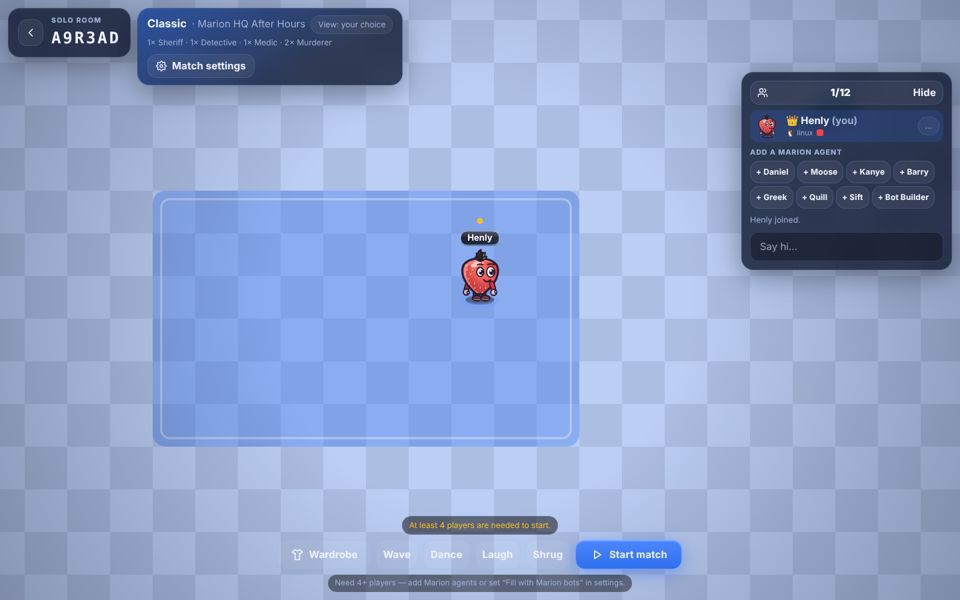 SOLO ROOM
A9R3AD
Classic · Marion HQ After Hours View: your choice
1× Sheriff · 1× Detective · 1× Medic · 2× Murderer
Match settings
1/12 Hide
Henly (you)
linux
...
ADD A MARION AGENT
+ Daniel + Moose + Kanye + Barry
+ Greek + Quill + Sift + Bot Builder
Henly joined.
Say hi...
Henly
At least 4 players are needed to start.
Wardrobe Wave Dance Laugh Shrug Start match
Need 4+ players — add Marion agents or set "Fill with Marion bots" in settings.